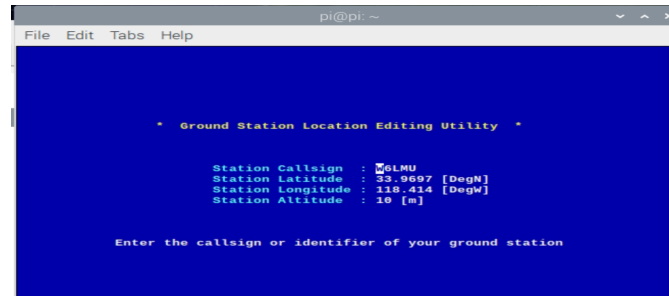 pi@pi: ~
File Edit Tabs Help
* Ground Station Location Editing Utility *
Station Callsign : W6LMU
Station Latitude : 33.9697 [DegN]
Station Longitude : 118.414 [DegW]
Station Altitude : 10 [m]
Enter the callsign or identifier of your ground station